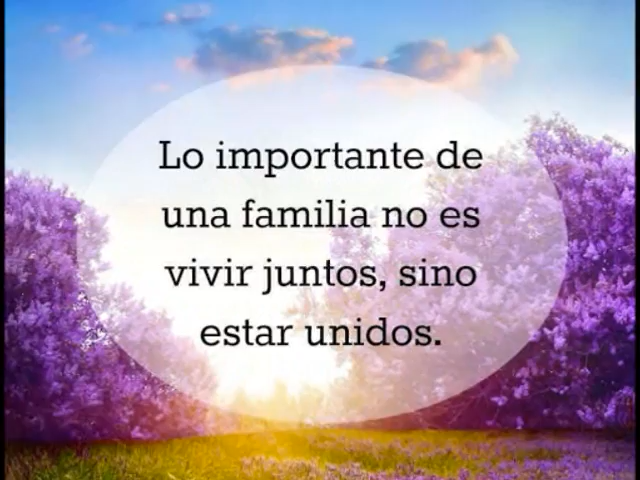 Lo importante de
una familia no es
vivir juntos, sino
estar unidos.